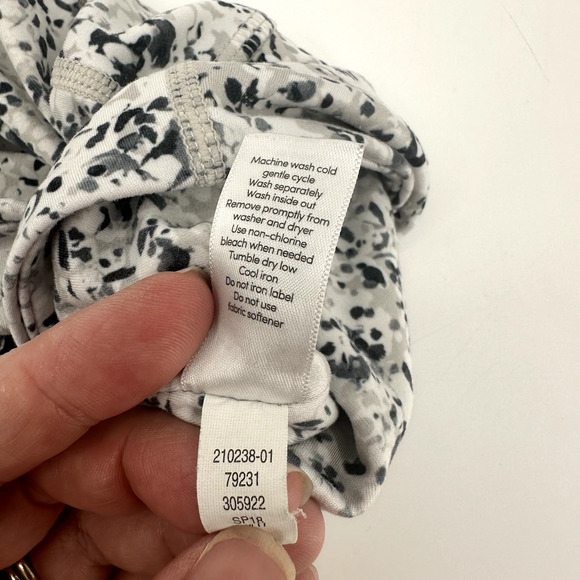 Machine wash cold
gentle cycle
Wash separately
Wash inside out
Remove promptly from
washer and dryer
Use non-chlorine
bleach when needed
Tumble dry low
Cool iron
Do not iron label
Do not use
fabric softener
210238-01
79231
305922